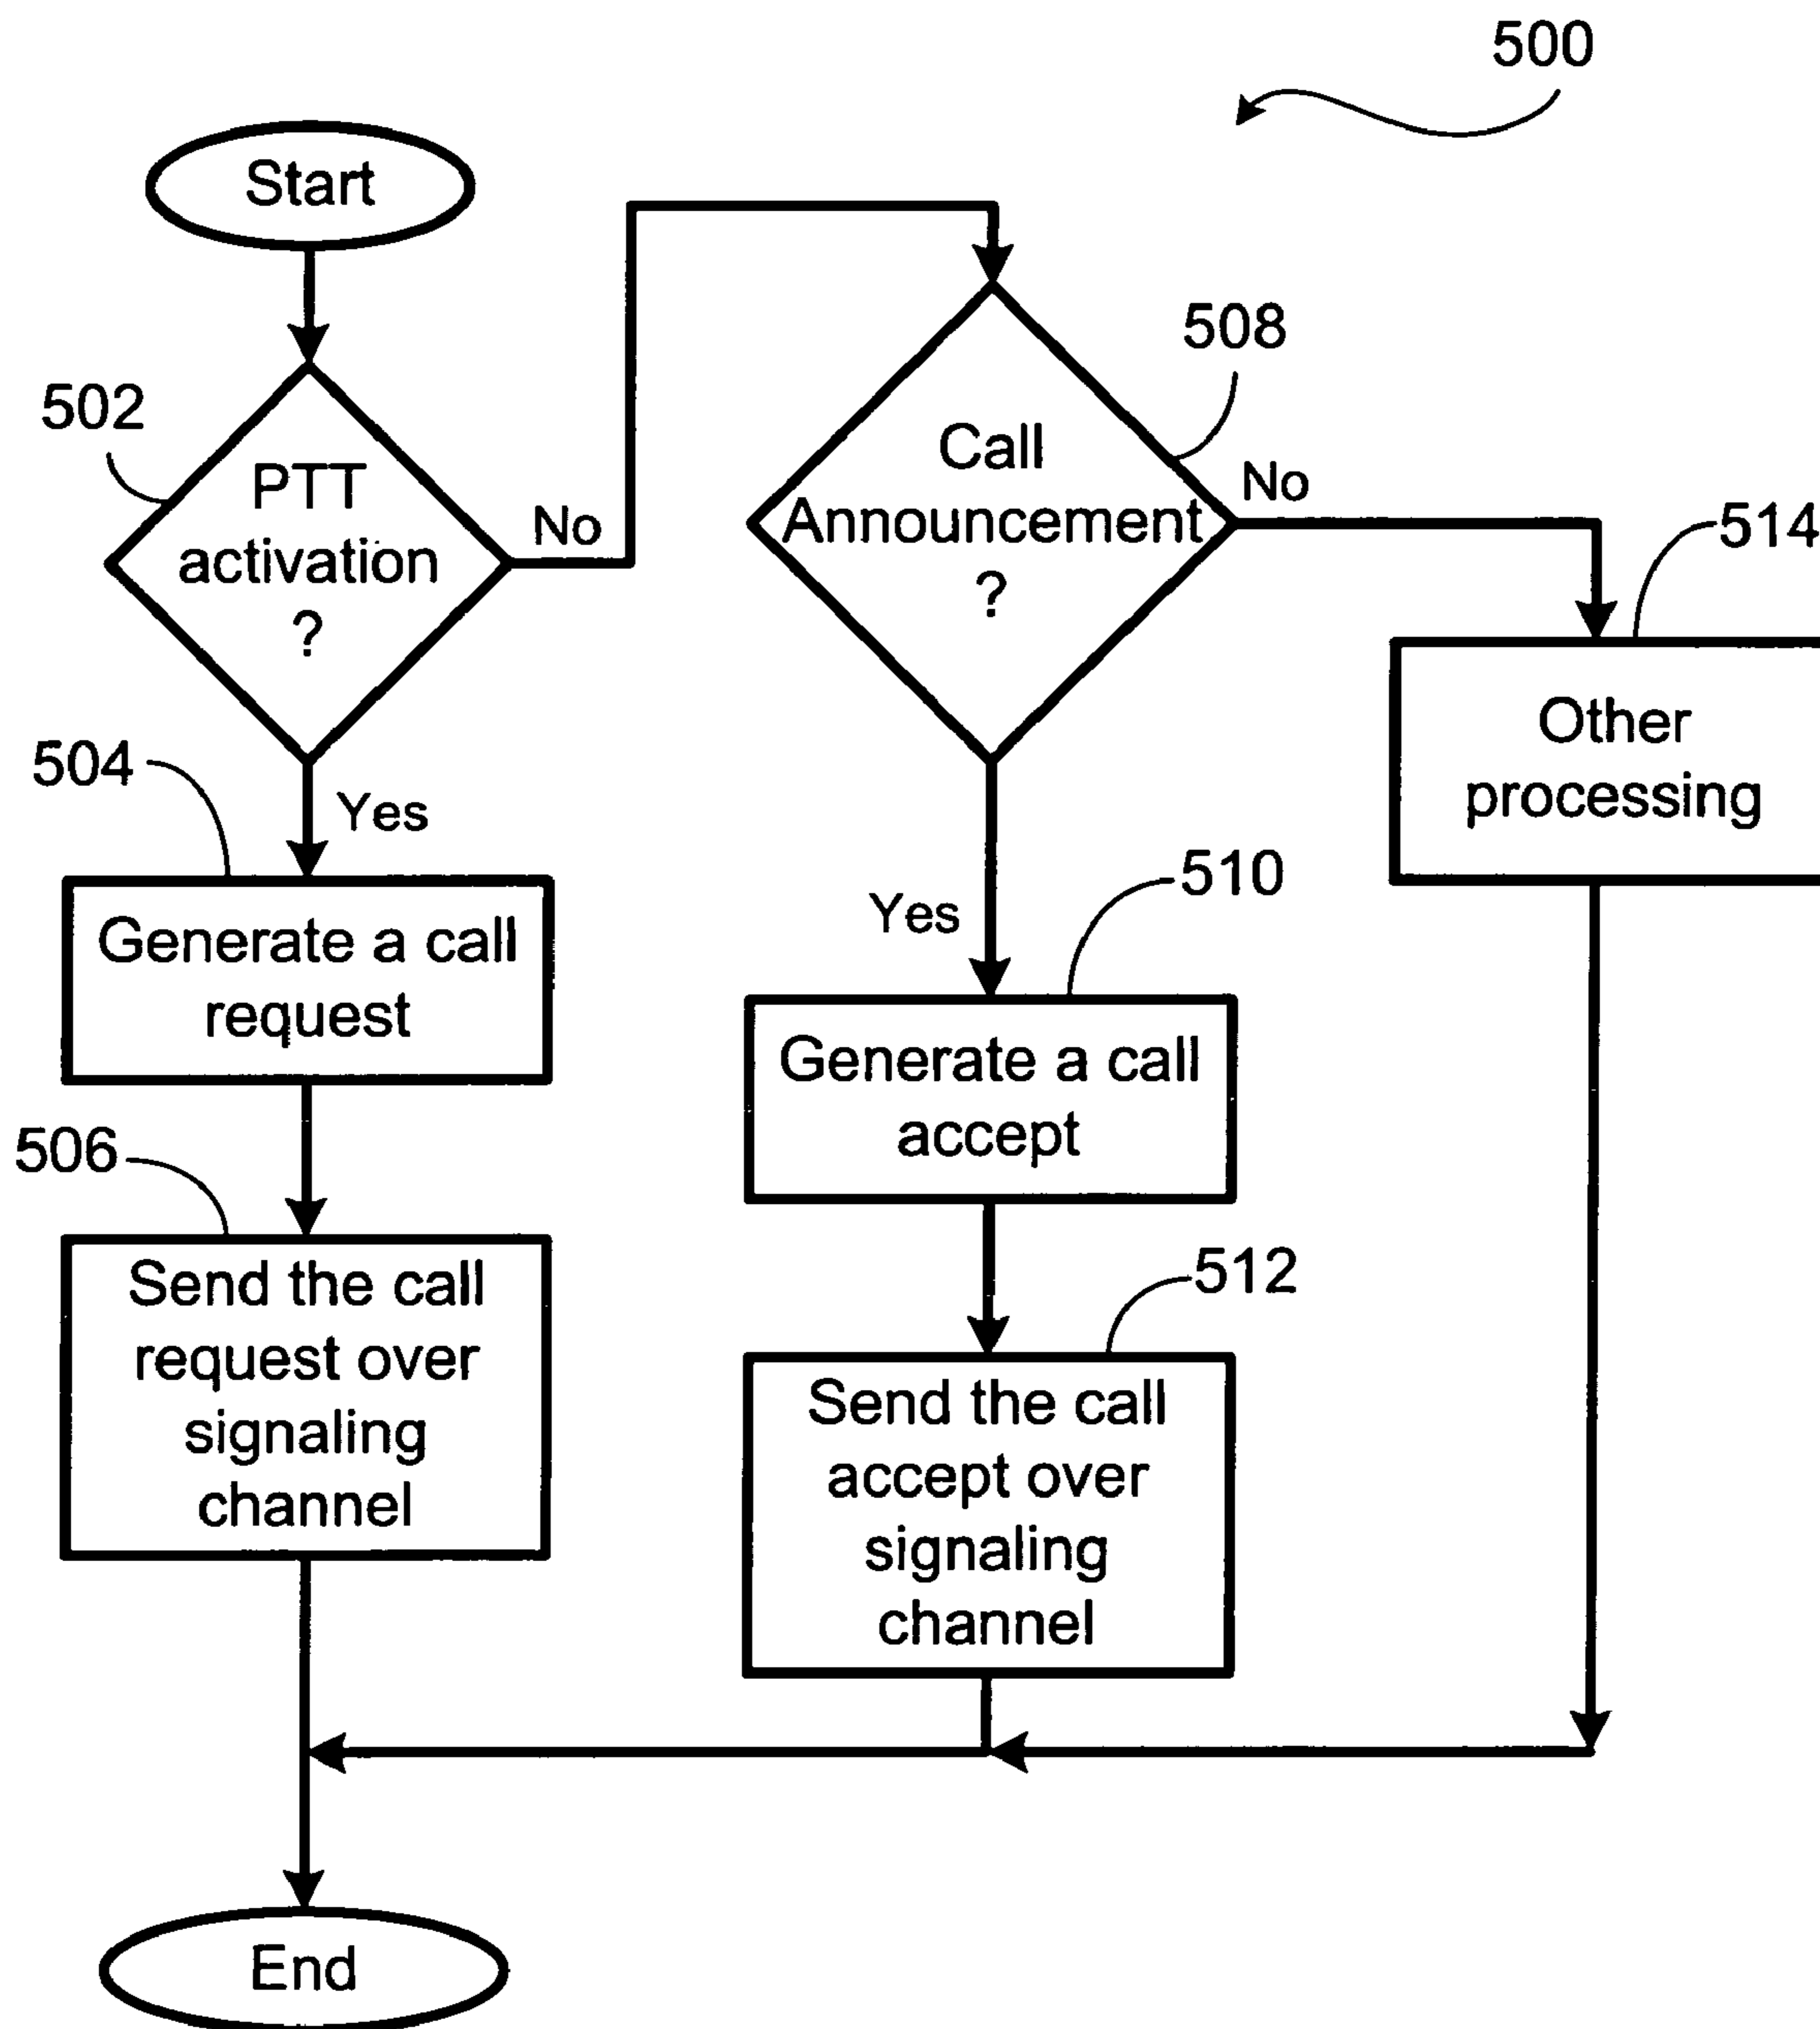 500
Start
502
PTT
activation
?
No
Yes
504
Generate a call
request
506
Send the call
request over
signaling
channel
508
Call
Announcement
?
No
Yes
510
Generate a call
accept
512
Send the call
accept over
signaling
channel
514
Other
processing
End